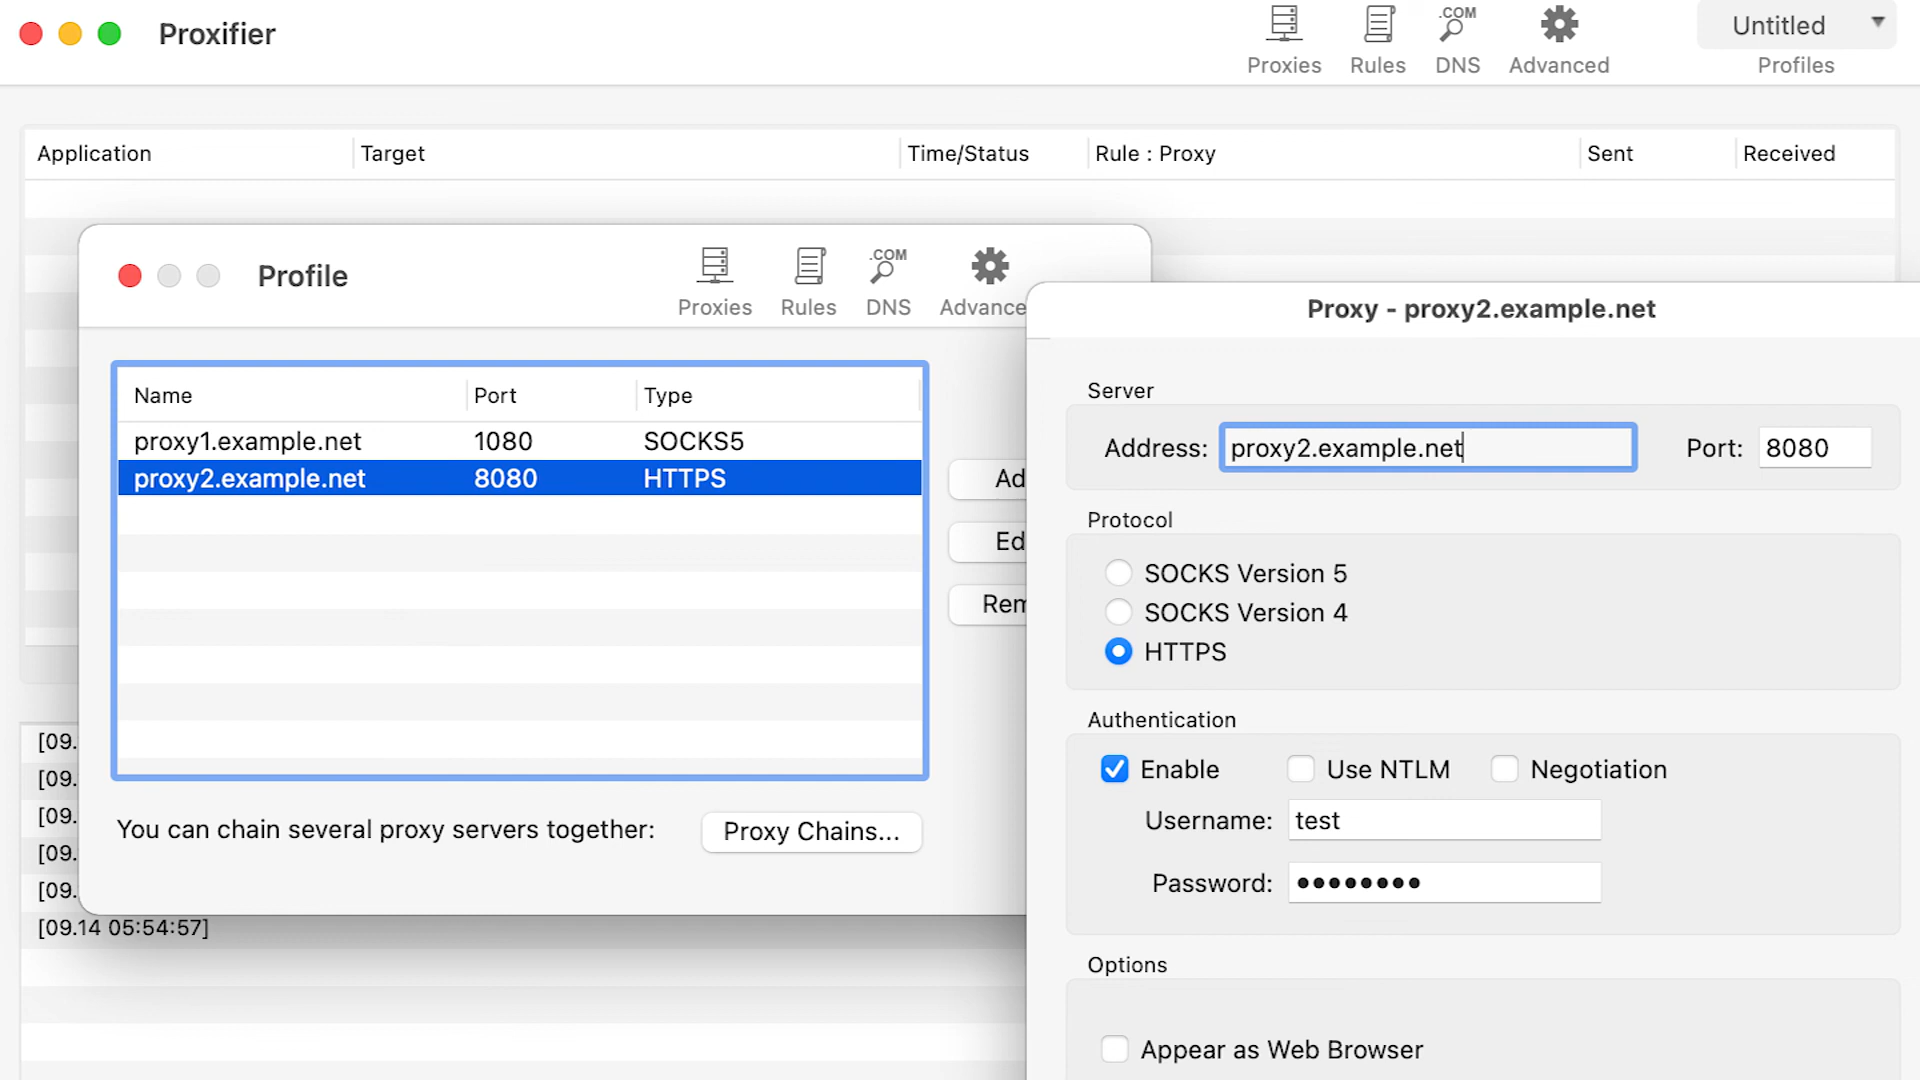 Proxifier
.COM
Proxies Rules DNS Advanced
Untitled
Profiles
Application Target Time/Status Rule : Proxy Sent Received
Profile
.COM
Proxies Rules DNS Advance
Name Port Type
proxy1.example.net 1080 SOCKS5
proxy2.example.net 8080 HTTPS
Ad
Ed
Rem
You can chain several proxy servers together: Proxy Chains...
[09.
[09.
[09.
[09.
[09.
[09.14 05:54:57]
Proxy - proxy2.example.net
Server
Address: proxy2.example.net Port: 8080
Protocol
SOCKS Version 5
SOCKS Version 4
HTTPS
Authentication
Enable Use NTLM Negotiation
Username: test
Password: ••••••••
Options
Appear as Web Browser